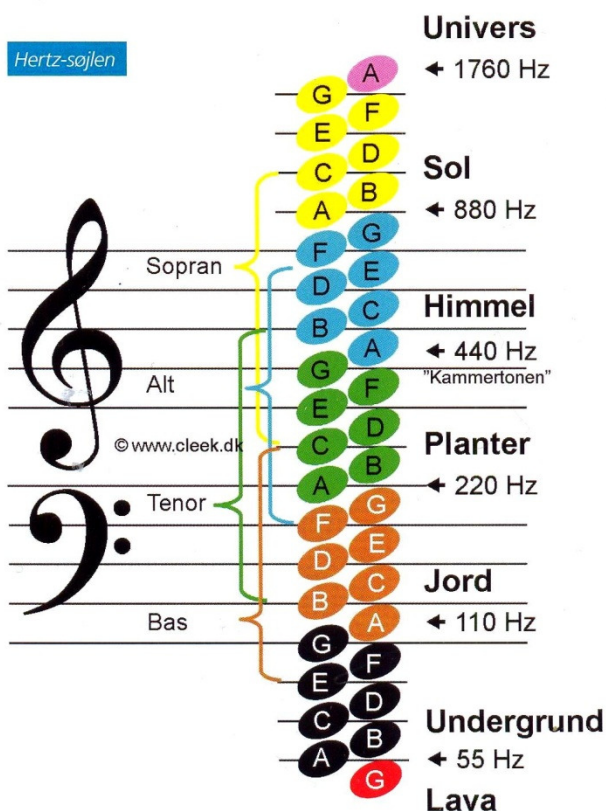 Univers
Hertz-søjlen
A
← 1760 Hz
G
F
E
D
C
Sol
B
A
← 880 Hz
G
F
Sopran
E
D
C
Himmel
B
A
← 440 Hz
G
"Kammertonen"
Alt
F
E
D
© www.cleek.dk
C
Planter
B
A
← 220 Hz
Tenor
G
F
E
D
C
Jord
B
Bas
A
← 110 Hz
G
F
E
D
C
Undergrund
B
A
← 55 Hz
G
Lava